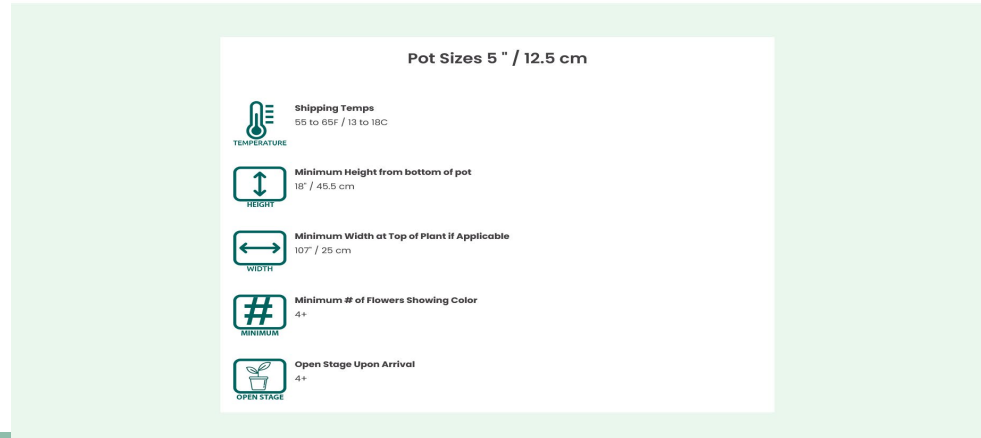 Pot Sizes 5 " / 12.5 cm
Shipping Temps
55 to 65F / 13 to 18C
TEMPERATURE
Minimum Height from bottom of pot
18" / 45.5 cm
HEIGHT
Minimum Width at Top of Plant if Applicable
107" / 25 cm
WIDTH
Minimum # of Flowers Showing Color
4+
#
MINIMUM
Open Stage Upon Arrival
4+
OPEN STAGE